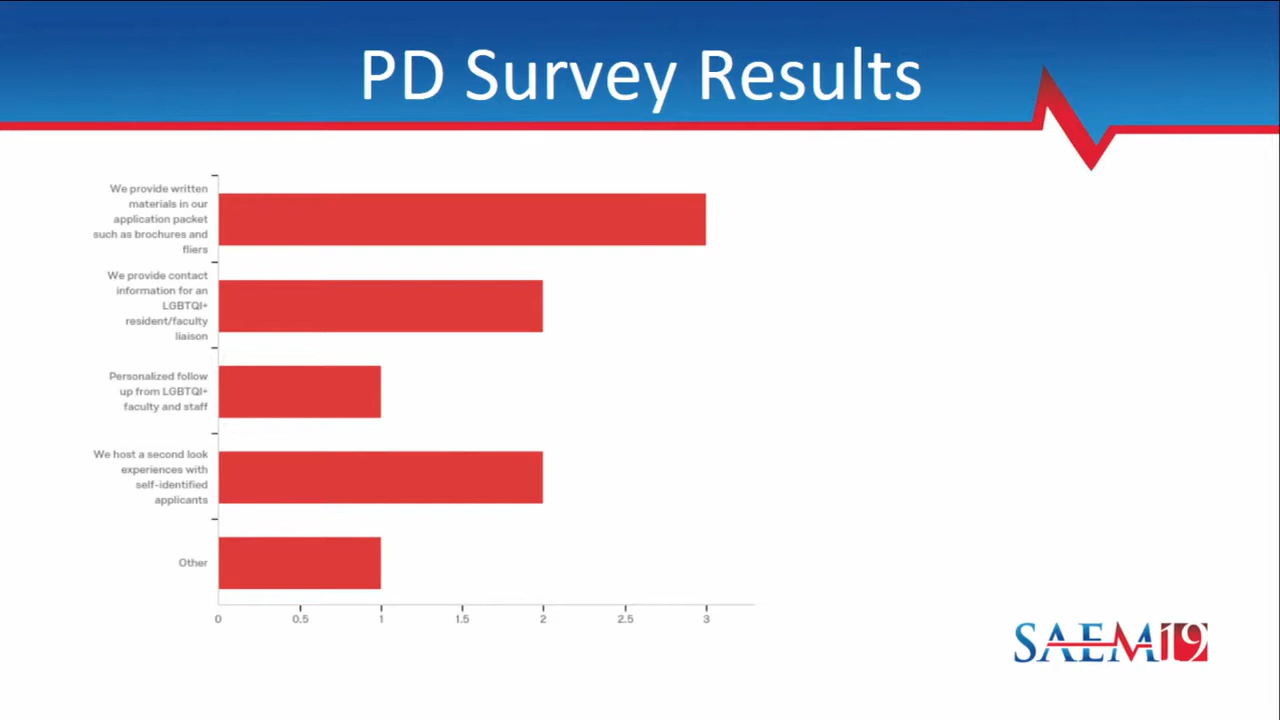 PD Survey Results
We provide written
materials in our
application packet
such as brochures and
fliers
We provide contact
information for an
LGBTQI+
resident/faculty
liaison
Personalized follow
up from LGBTQI+
faculty and staff
We host a second look
experiences with
self-identified
applicants
Other
0 0.5 1 1.5 2 2.5 3
SAEM19